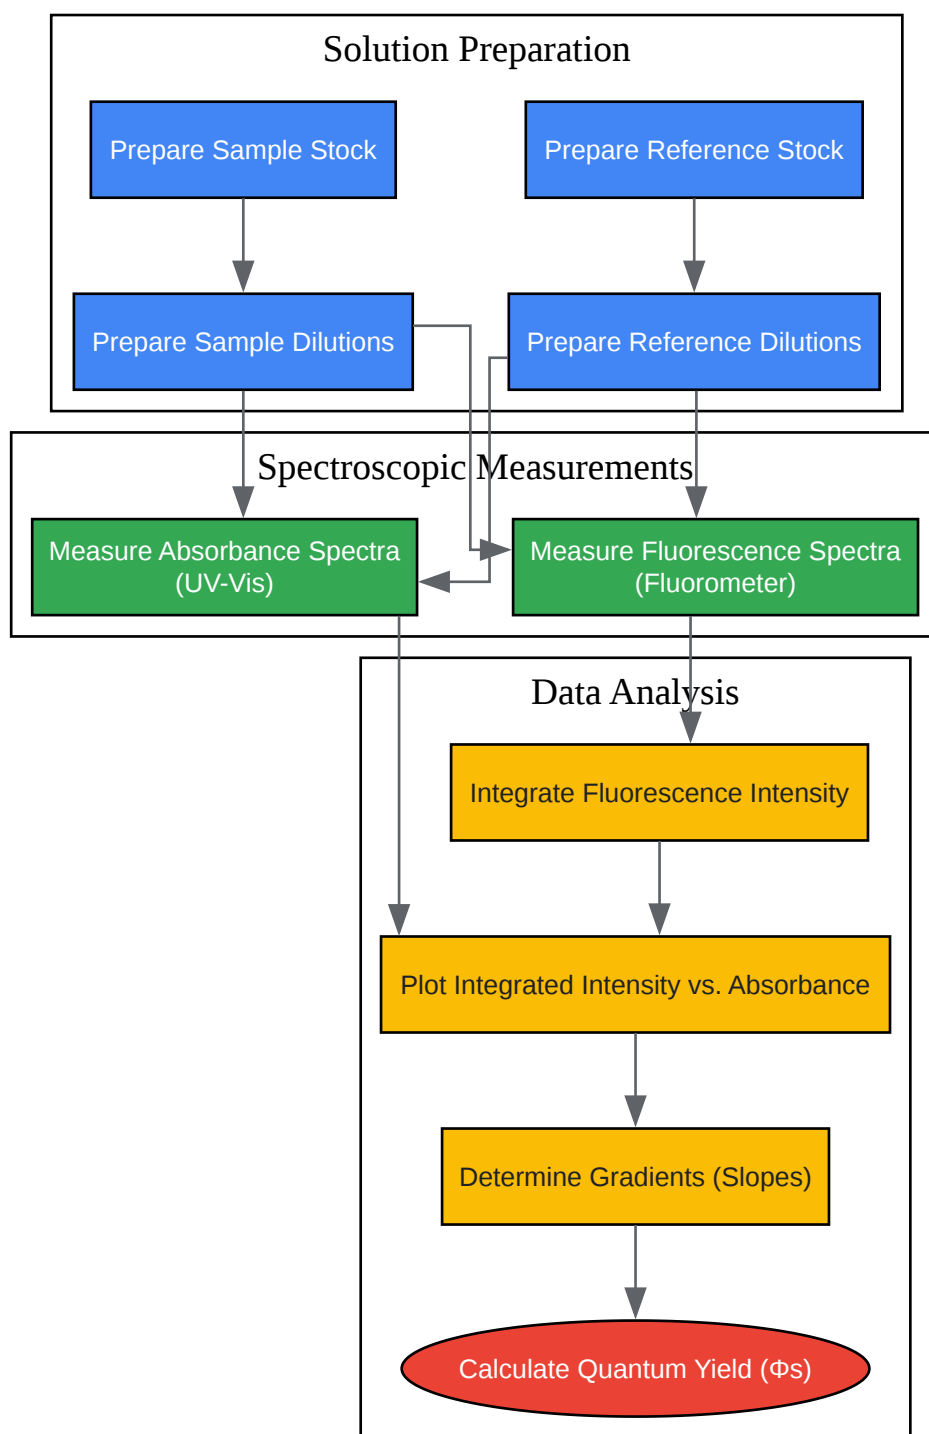 Solution Preparation
Prepare Sample Stock
Prepare Reference Stock
Prepare Sample Dilutions
Prepare Reference Dilutions
Spectroscopic Measurements
Measure Absorbance Spectra
(UV-Vis)
Measure Fluorescence Spectra
(Fluorometer)
Data Analysis
Integrate Fluorescence Intensity
Plot Integrated Intensity vs. Absorbance
Determine Gradients (Slopes)
Calculate Quantum Yield (Φs)